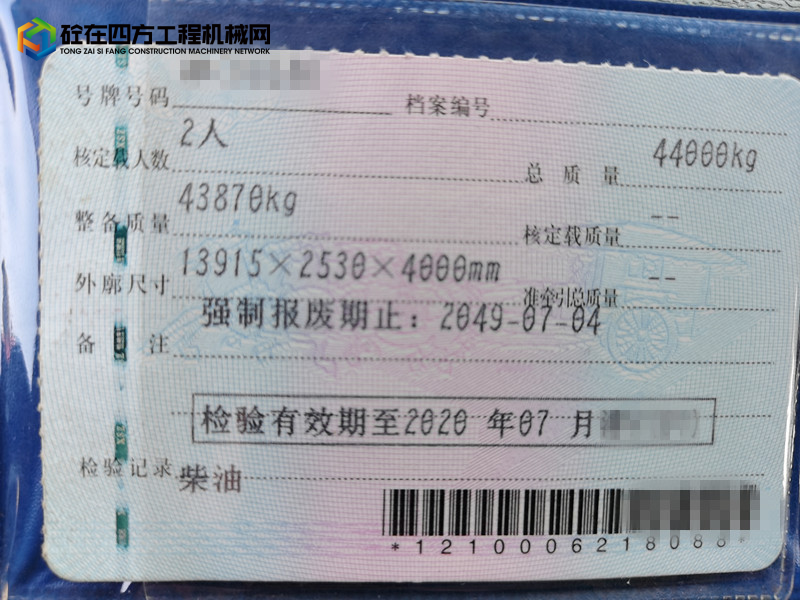 砼在四方工程机械网
TONG ZAI SI FANG CONSTRUCTION MACHINERY NETWORK
号牌号码 档案编号
核定载人数 2人 总质量 44000kg
整备质量 43870kg 核定载质量 --
外廓尺寸 13915×2530×4000mm 准牵引总质量 --
备注 强制报废期止：2049-07-04
检验有效期至2020 年07 月
检验记录 柴油
*1210006218088*